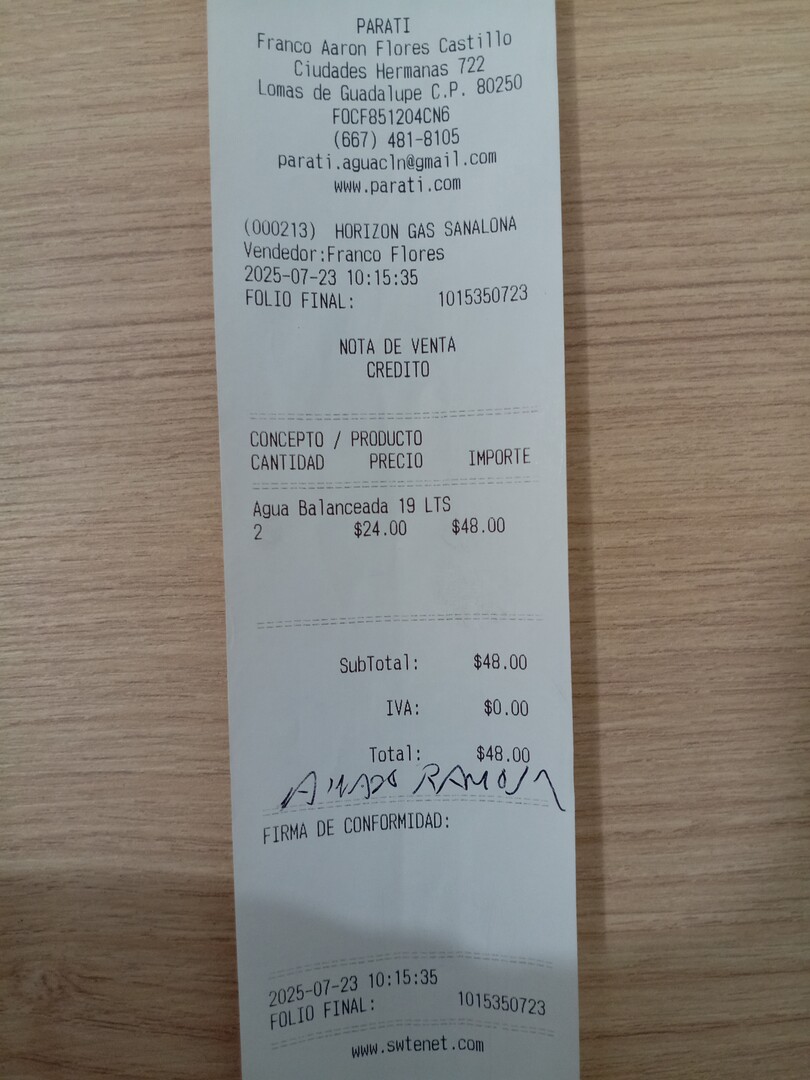 PARATI
Franco Aaron Flores Castillo
Ciudades Hermanas 722
Lomas de Guadalupe C.P. 80250
FOCF851204CN6
(667) 481-8105
parati.aguacln@gmail.com
www.parati.com
(000213) HORIZON GAS SANALONA
Vendedor:Franco Flores
2025-07-23 10:15:35
FOLIO FINAL: 1015350723
NOTA DE VENTA
CREDITO
CONCEPTO / PRODUCTO
CANTIDAD PRECIO IMPORTE
Agua Balanceada 19 LTS
2 $24.00 $48.00
SubTotal: $48.00
IVA: $0.00
Total: $48.00
FIRMA DE CONFORMIDAD:
2025-07-23 10:15:35
FOLIO FINAL: 1015350723
www.swtenet.com